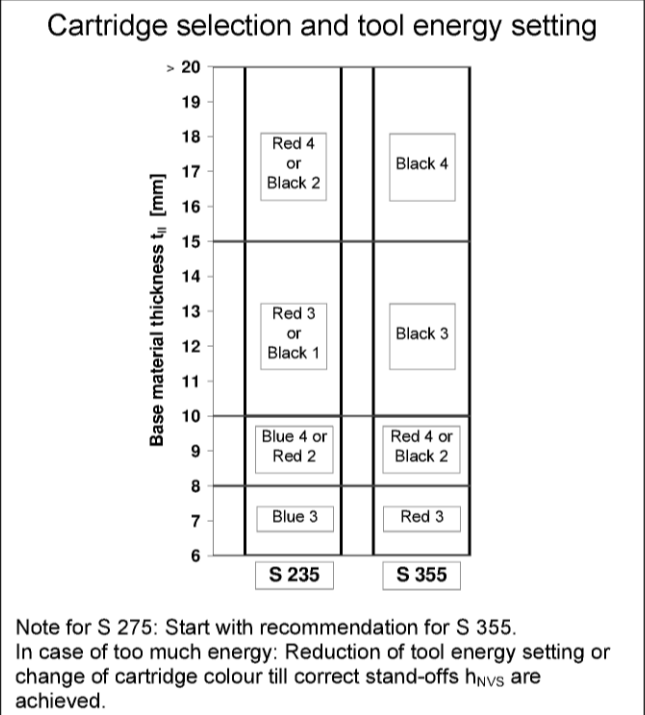 Cartridge selection and tool energy setting
> 20
19
18
17
16
15
14
13
12
11
10
9
8
7
6
Base material thickness tII [mm]
Red 4
or
Black 2
Black 4
Red 3
or
Black 1
Black 3
Blue 4 or
Red 2
Red 4 or
Black 2
Blue 3
Red 3
S 235
S 355
Note for S 275: Start with recommendation for S 355.
In case of too much energy: Reduction of tool energy setting or
change of cartridge colour till correct stand-offs hNVS are
achieved.